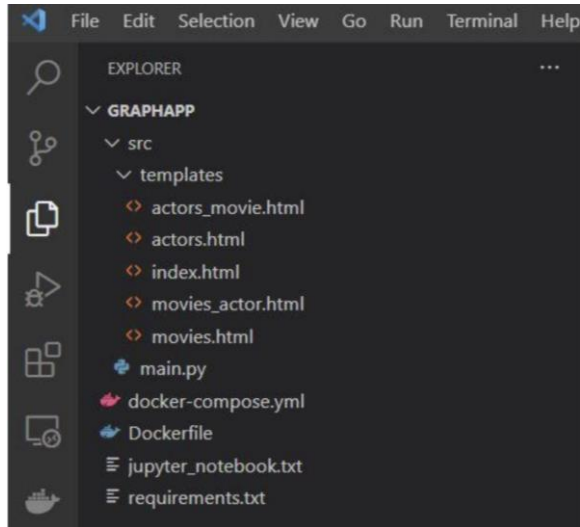 File Edit Selection View Go Run Terminal Help
EXPLORER
GRAPHAPP
src
templates
actors_movie.html
actors.html
index.html
movies_actor.html
movies.html
main.py
docker-compose.yml
Dockerfile
jupyter_notebook.txt
requirements.txt